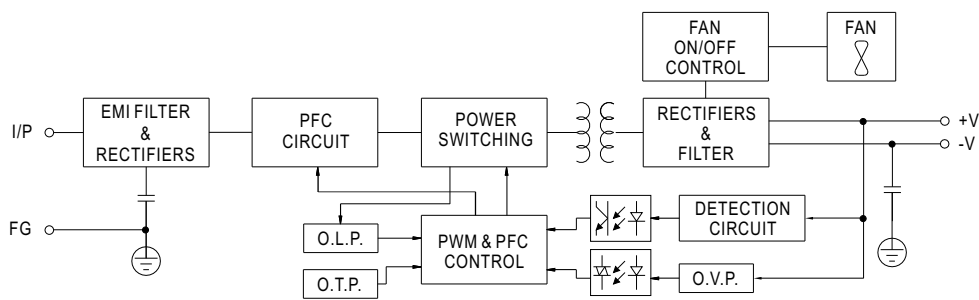 FAN
ON/OFF
CONTROL
FAN
I/P
EMI FILTER
&
RECTIFIERS
PFC
CIRCUIT
POWER
SWITCHING
RECTIFIERS
&
FILTER
+V
-V
FG
O.L.P.
O.T.P.
PWM & PFC
CONTROL
DETECTION
CIRCUIT
O.V.P.